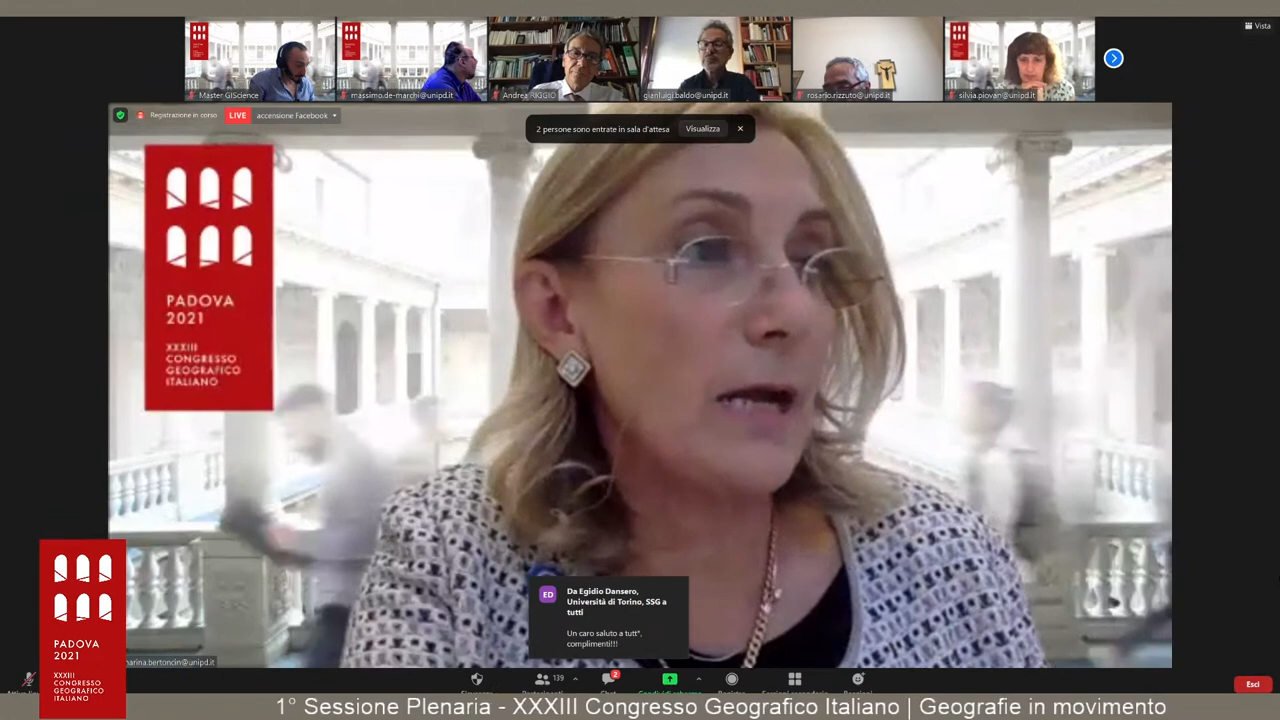 Vista
Master GIScience
massimo.de-marchi@unipd.it
Andrea RIGGIO
gianluigi.baldo@unipd.it
rosario.rizzuto@unipd.it
silvia.piovan@unipd.it
Registrazione in corso
LIVE
accensione Facebook
2 persone sono entrate in sala d'attesa
Visualizza
PADOVA
2021
XXXIII
CONGRESSO
GEOGRAFICO
ITALIANO
ED
Da Egidio Dansero,
Università di Torino, SSG a
tutti
Un caro saluto a tutt*,
complimenti!!!
marina.bertoncin@unipd.it
PADOVA
2021
XXXIII
CONGRESSO
GEOGRAFICO
ITALIANO
139
2
Esci
1° Sessione Plenaria - XXXIII Congresso Geografico Italiano | Geografie in movimento